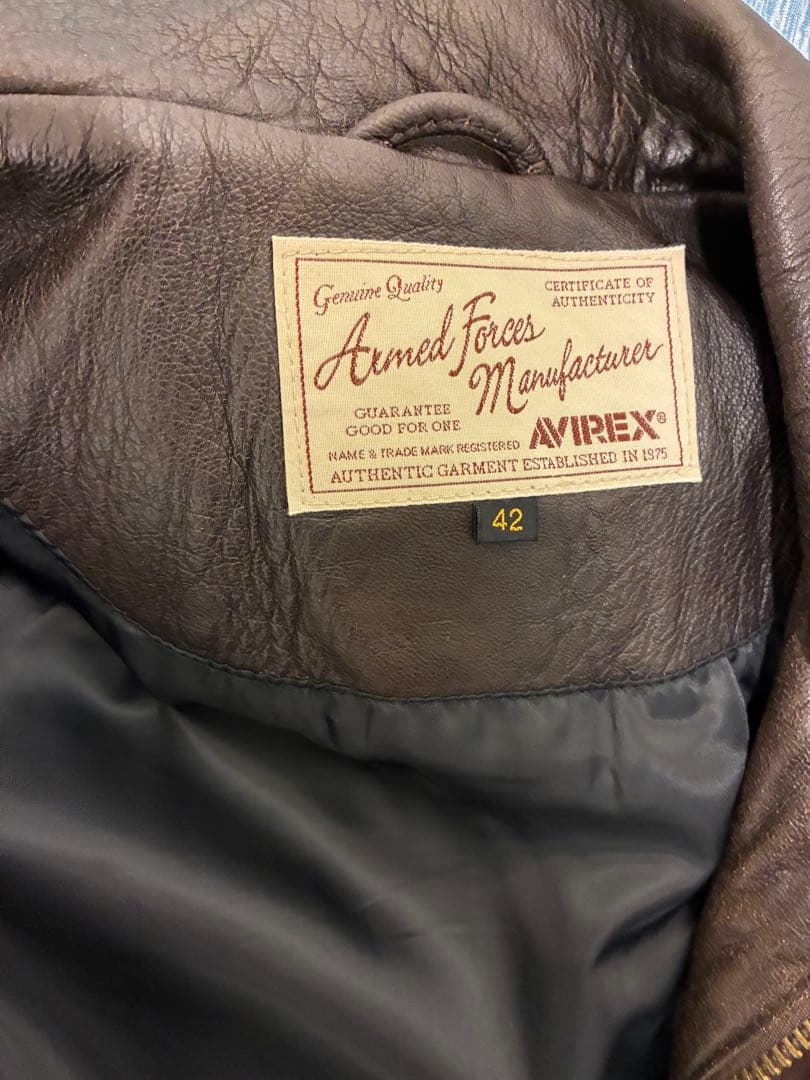 Genuine Quality
CERTIFICATE OF
AUTHENTICITY
Armed Forces
Manufacturer
GUARANTEE
GOOD FOR ONE
NAME & TRADE MARK REGISTERED
AVIREX®
AUTHENTIC GARMENT ESTABLISHED IN 1975
42